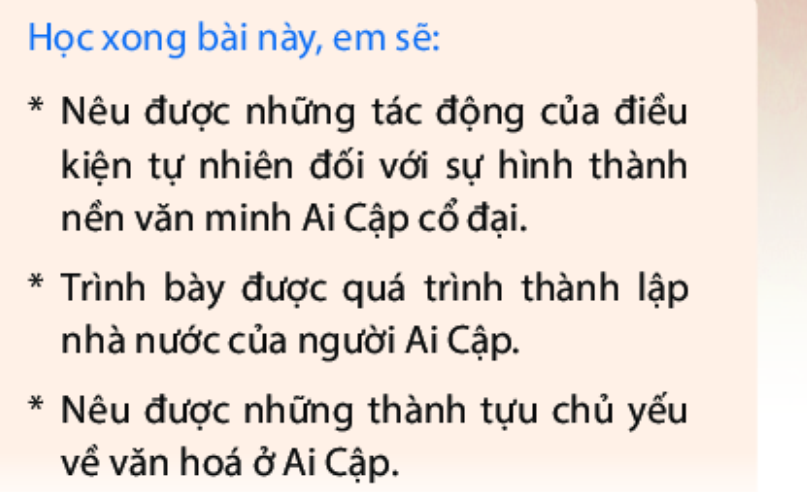 Học xong bài này, em sẽ:
* Nêu được những tác động của điều
kiện tự nhiên đối với sự hình thành
nền văn minh Ai Cập cổ đại.
* Trình bày được quá trình thành lập
nhà nước của người Ai Cập.
* Nêu được những thành tựu chủ yếu
về văn hoá ở Ai Cập.